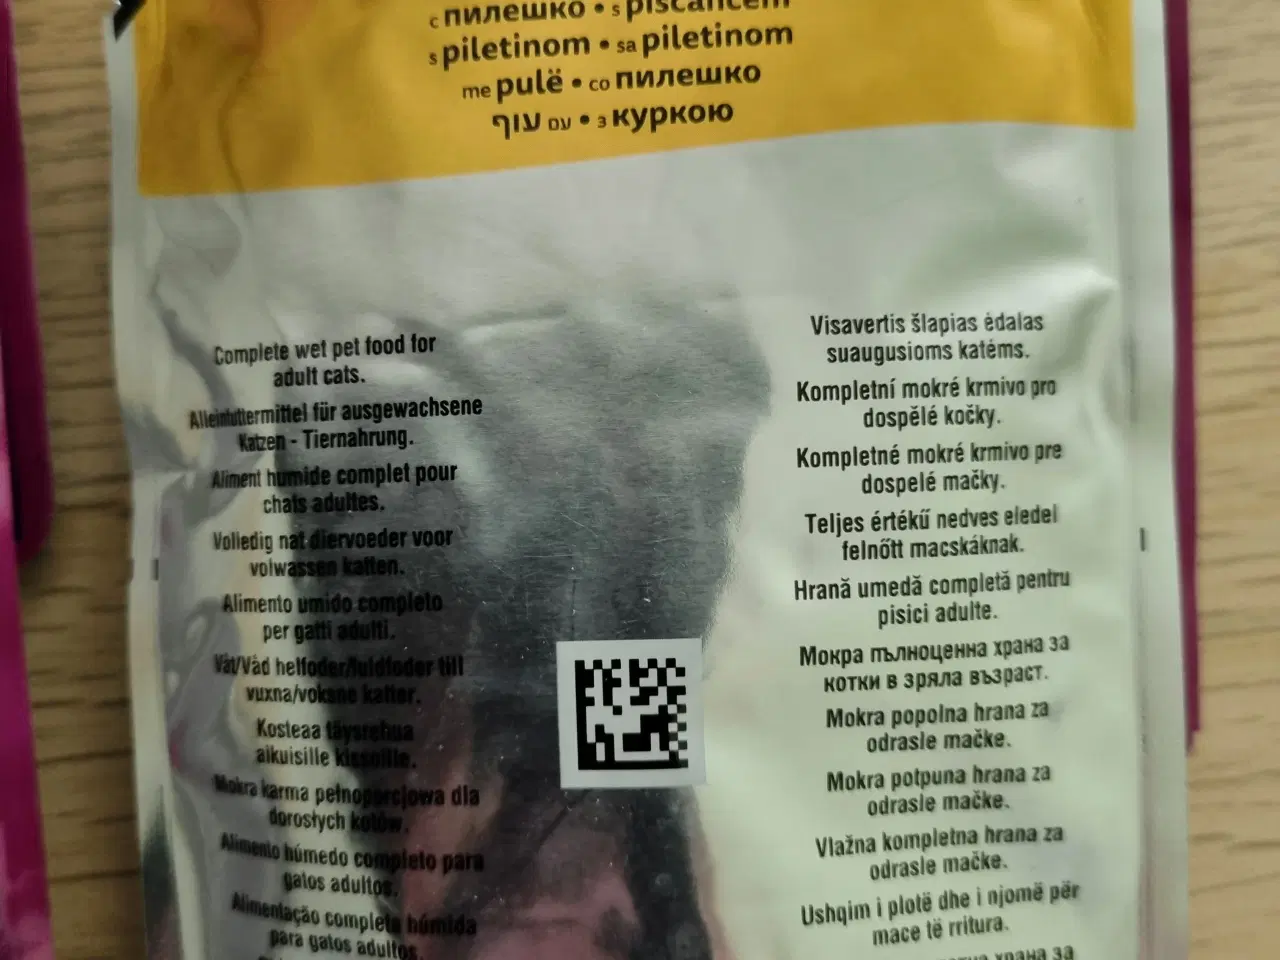 с пилешко • s piščancem
s piletinom • sa piletinom
me pulë • со пилешко
עם עוף • з куркою
Complete wet pet food for
adult cats.
Alleinfuttermittel für ausgewachsene
Katzen - Tiernahrung.
Aliment humide complet pour
chats adultes.
Volledig nat diervoeder voor
volwassen katten.
Alimento umido completo
per gatti adulti.
Våt/Våd helfoder/fuldfoder till
vuxna/voksne katter.
Kosteaa täysrehua
aikuisille kissoille.
Mokra karma pełnoporcjowa dla
dorosłych kotów.
Alimento húmedo completo para
gatos adultos.
Alimentação completa húmida
para gatos adultos.
Visavertis šlapias ėdalas
suaugusioms katėms.
Kompletní mokré krmivo pro
dospělé kočky.
Kompletné mokré krmivo pre
dospelé mačky.
Teljes értékű nedves eledel
felnőtt macskáknak.
Hrană umedă completă pentru
pisici adulte.
Мокра пълноценна храна за
котки в зряла възраст.
Mokra popolna hrana za
odrasle mačke.
Mokra potpuna hrana za
odrasle mačke.
Vlažna kompletna hrana za
odrasle mačke.
Ushqim i plotë dhe i njomë për
mace të rritura.
храна за